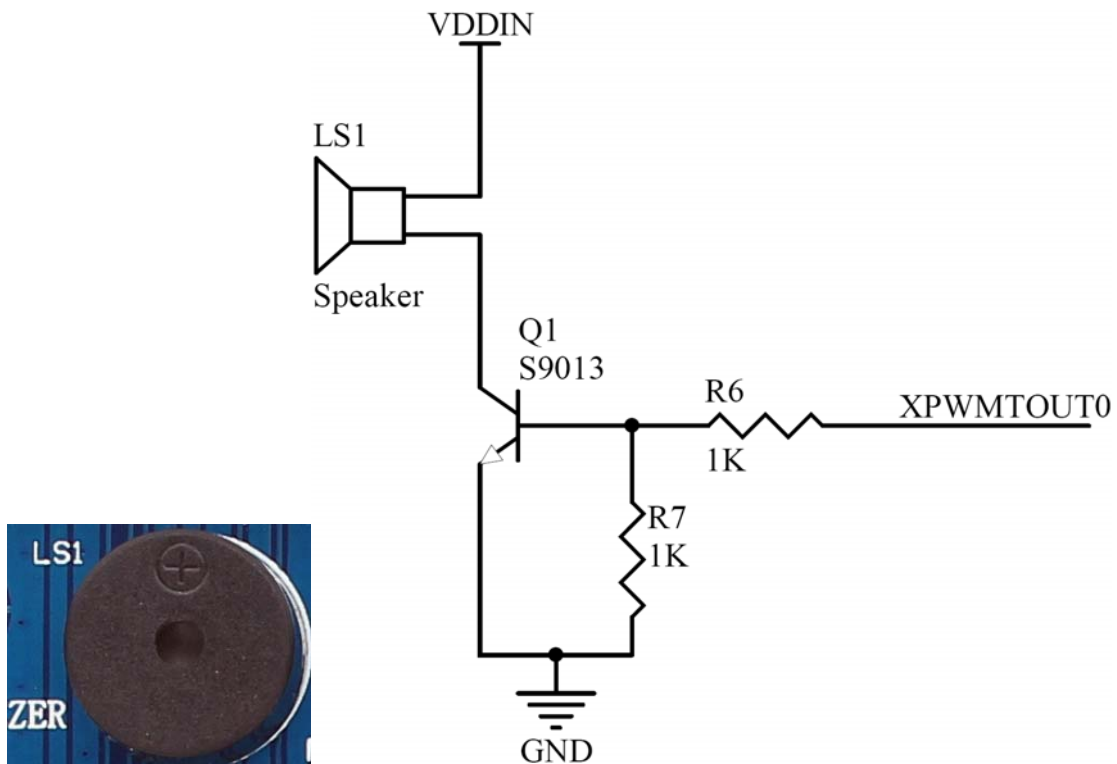 VDDIN
LS1
Speaker
Q1
S9013
R6
XPWMTOUT0
1K
R7
1K
GND
LS1
ZER